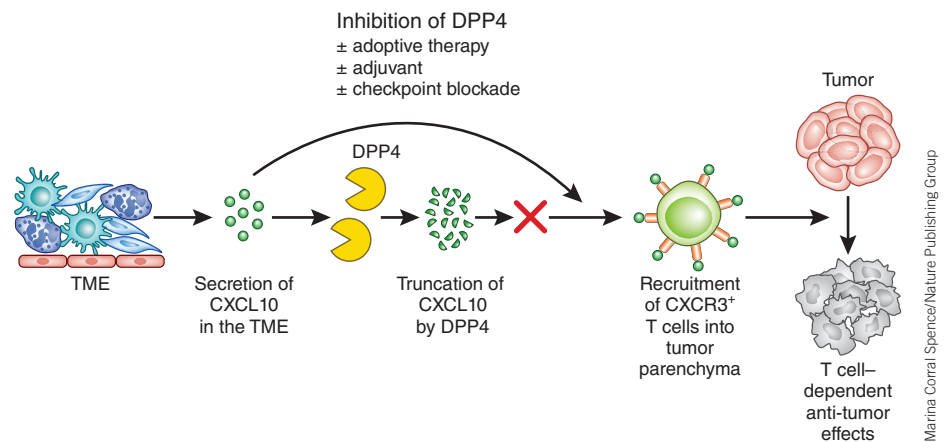 Inhibition of DPP4
± adoptive therapy
± adjuvant
± checkpoint blockade
DPP4
Tumor
TME
Secretion of
CXCL10
in the TME
Truncation of
CXCL10
by DPP4
Recruitment
of CXCR3⁺
T cells into
tumor
parenchyma
T cell–
dependent
anti-tumor
effects
Marina Corral Spence/Nature Publishing Group